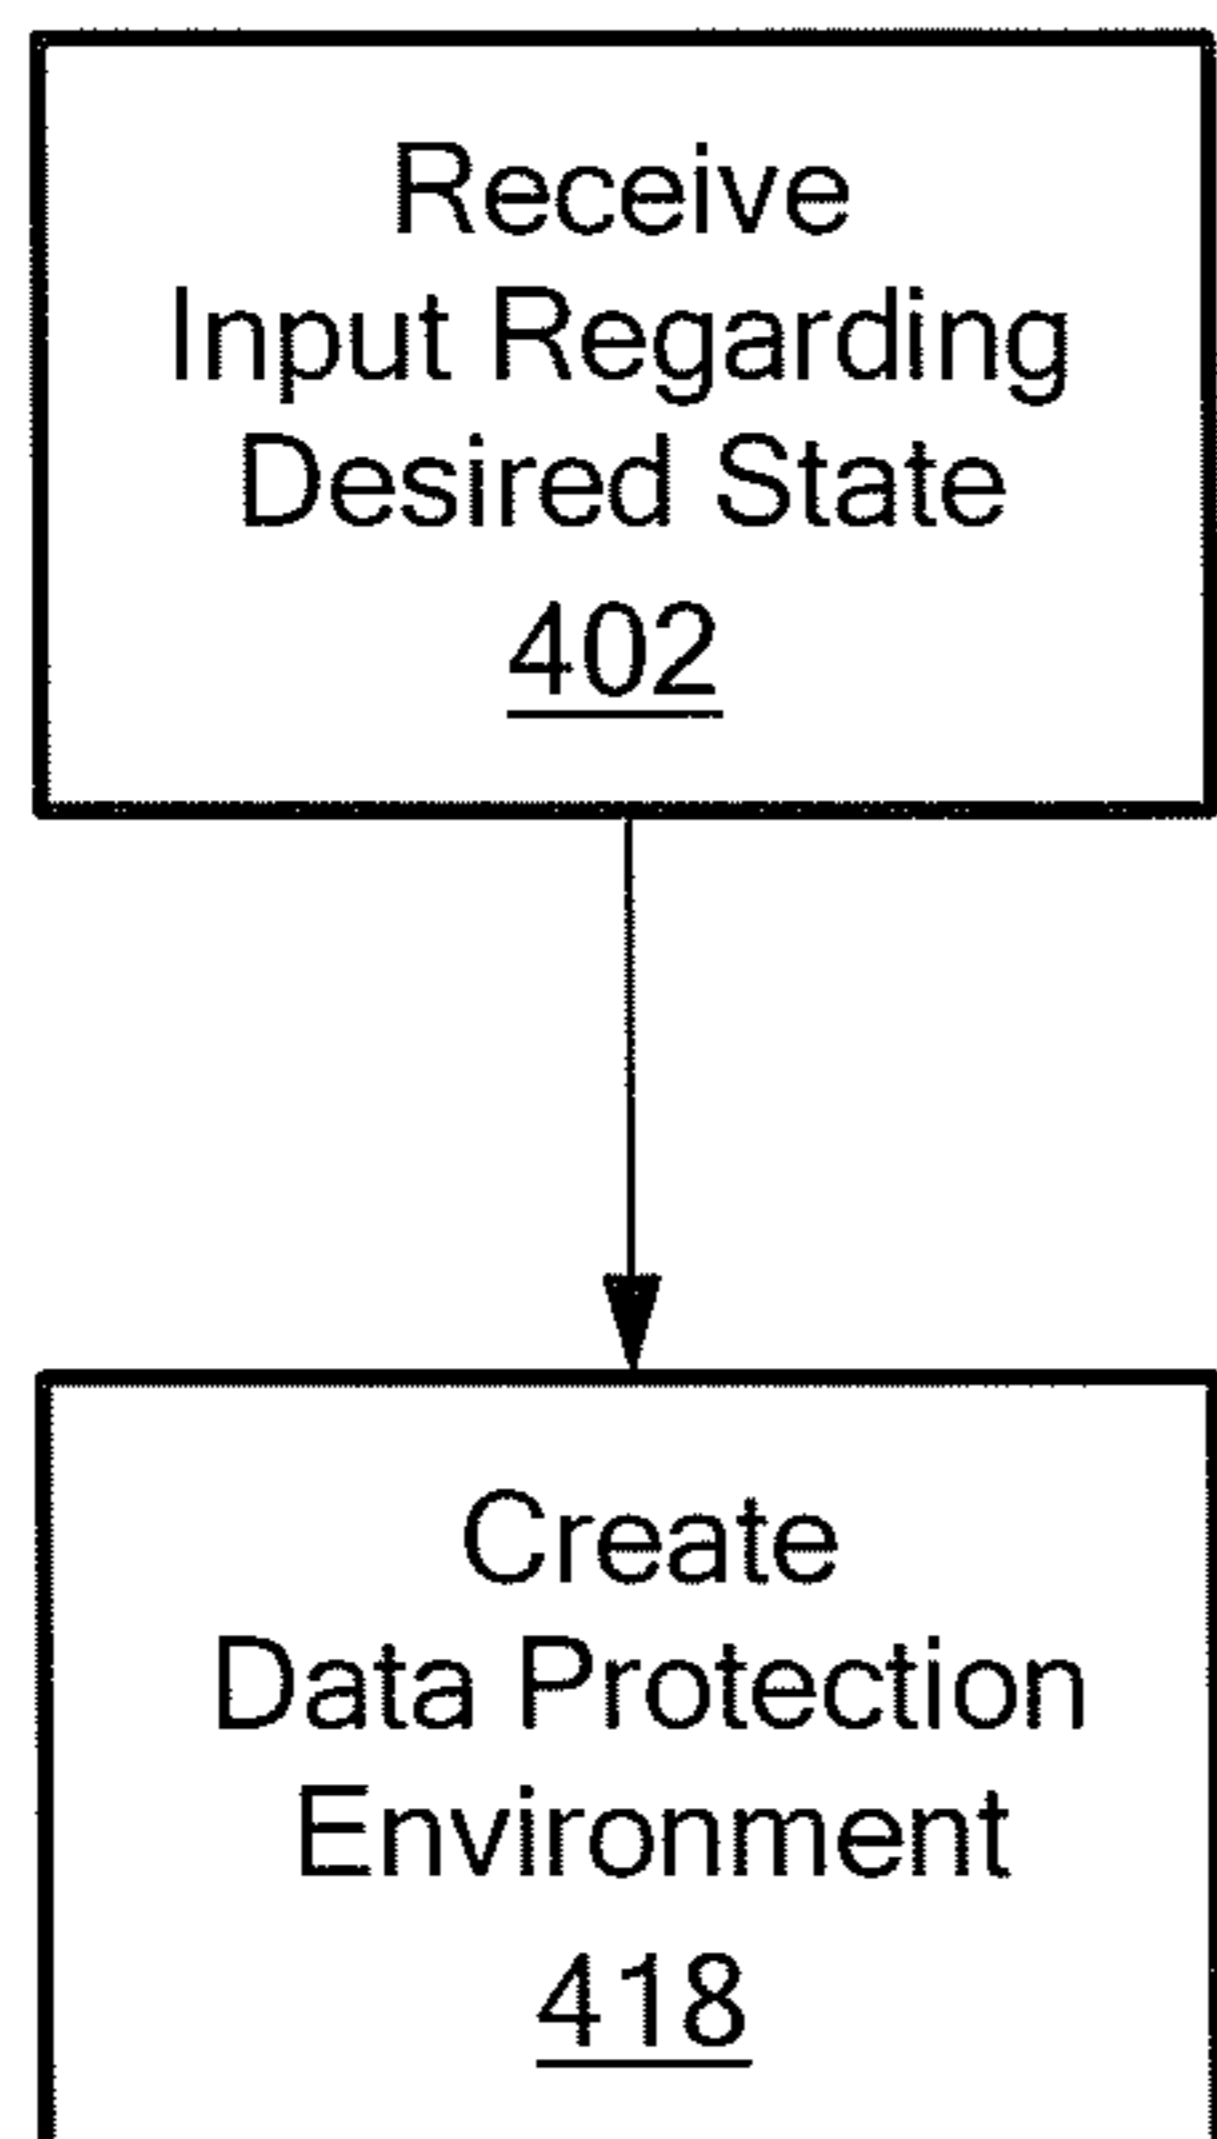 Receive
Input Regarding
Desired State
402
Create
Data Protection
Environment
418